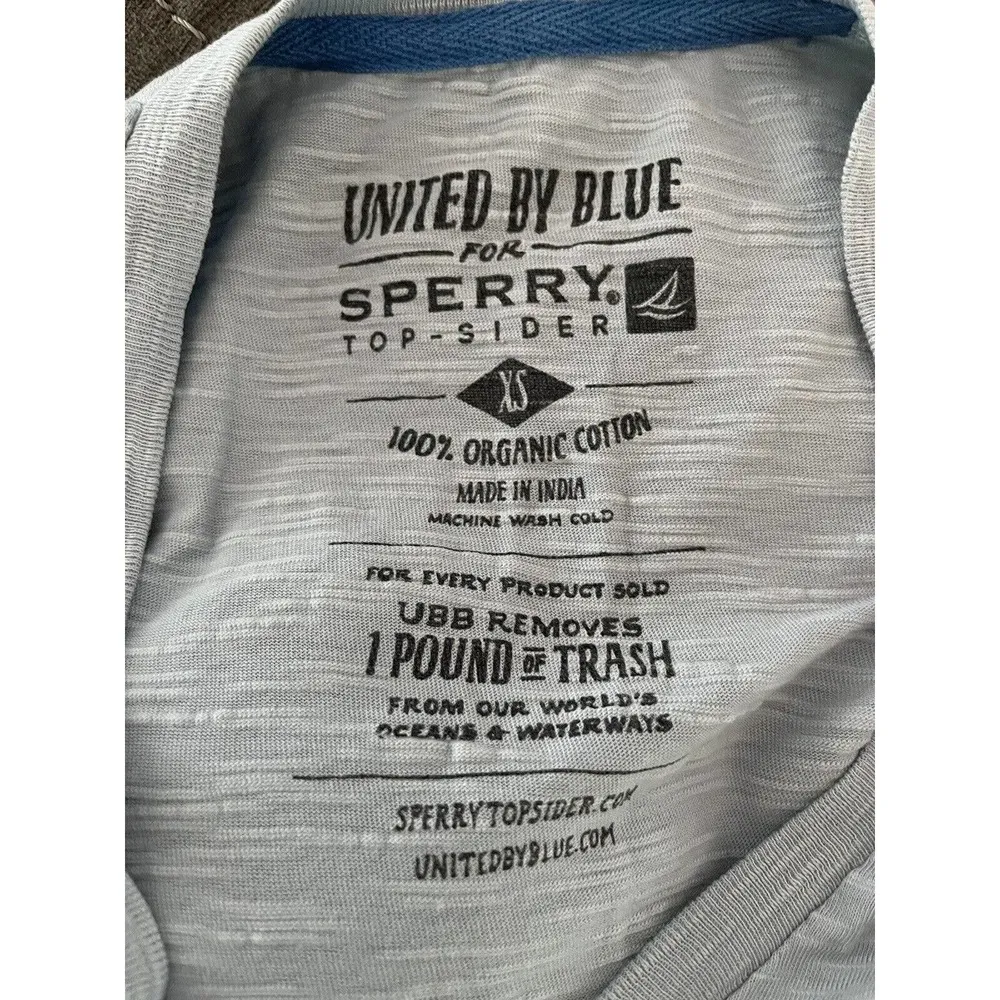 UNITED BY BLUE
FOR
SPERRY®
TOP-SIDER
XS
100% ORGANIC COTTON
MADE IN INDIA
MACHINE WASH COLD
FOR EVERY PRODUCT SOLD
UBB REMOVES
1 POUND OF TRASH
FROM OUR WORLD'S
OCEANS & WATERWAYS
SPERRYTOPSIDER.COM
UNITEDBYBLUE.COM